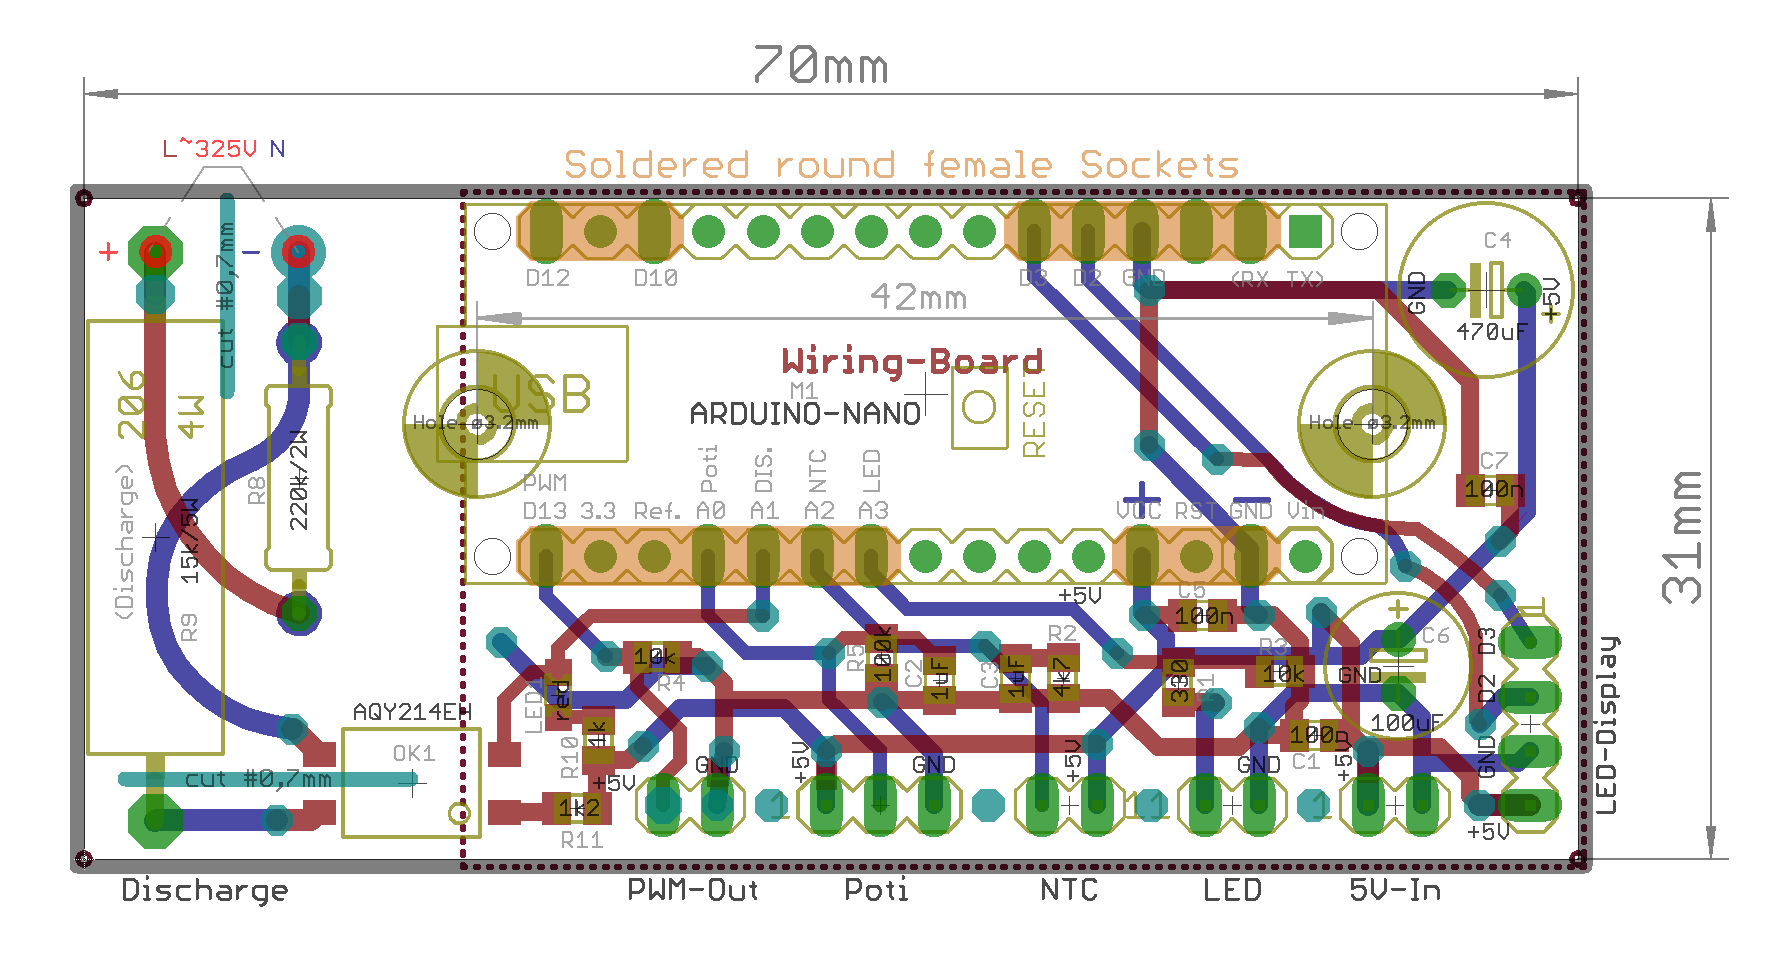 70mm
L~325V N
Soldered round female Sockets
+
-
cut #0,7mm
D12
D10
D3
D2
GND
(RX TX)
42mm
C4
GND
+5V
470uF
206
4W
USB
Wiring-Board
M1
ARDUINO-NANO
RESET
Hole-ø3.2mm
Hole-ø3.2mm
(Discharge)
15k/5W
R9
R8
220k/2W
Poti
DIS.
NTC
LED
PWM
D13 3.3 Ref. A0 A1 A2 A3
+
-
VCC RST GND Vin
C7
100n
31mm
+5V
C5
100n
+
C6
1
D3
D2
GND
10k
R4
R5
100k
C2
1uF
C3
1uF
R2
4k7
330
R1
R3
10k
GND
100uF
LED1
red
AQY214EH
OK1
R10
1k
+5V
GND
+5V
GND
+5V
GND
100n
C1
+5V
cut #0,7mm
1k2
R11
1
1
1
1
+5V
LED-Display
Discharge
PWM-Out
Poti
NTC
LED
5V-In